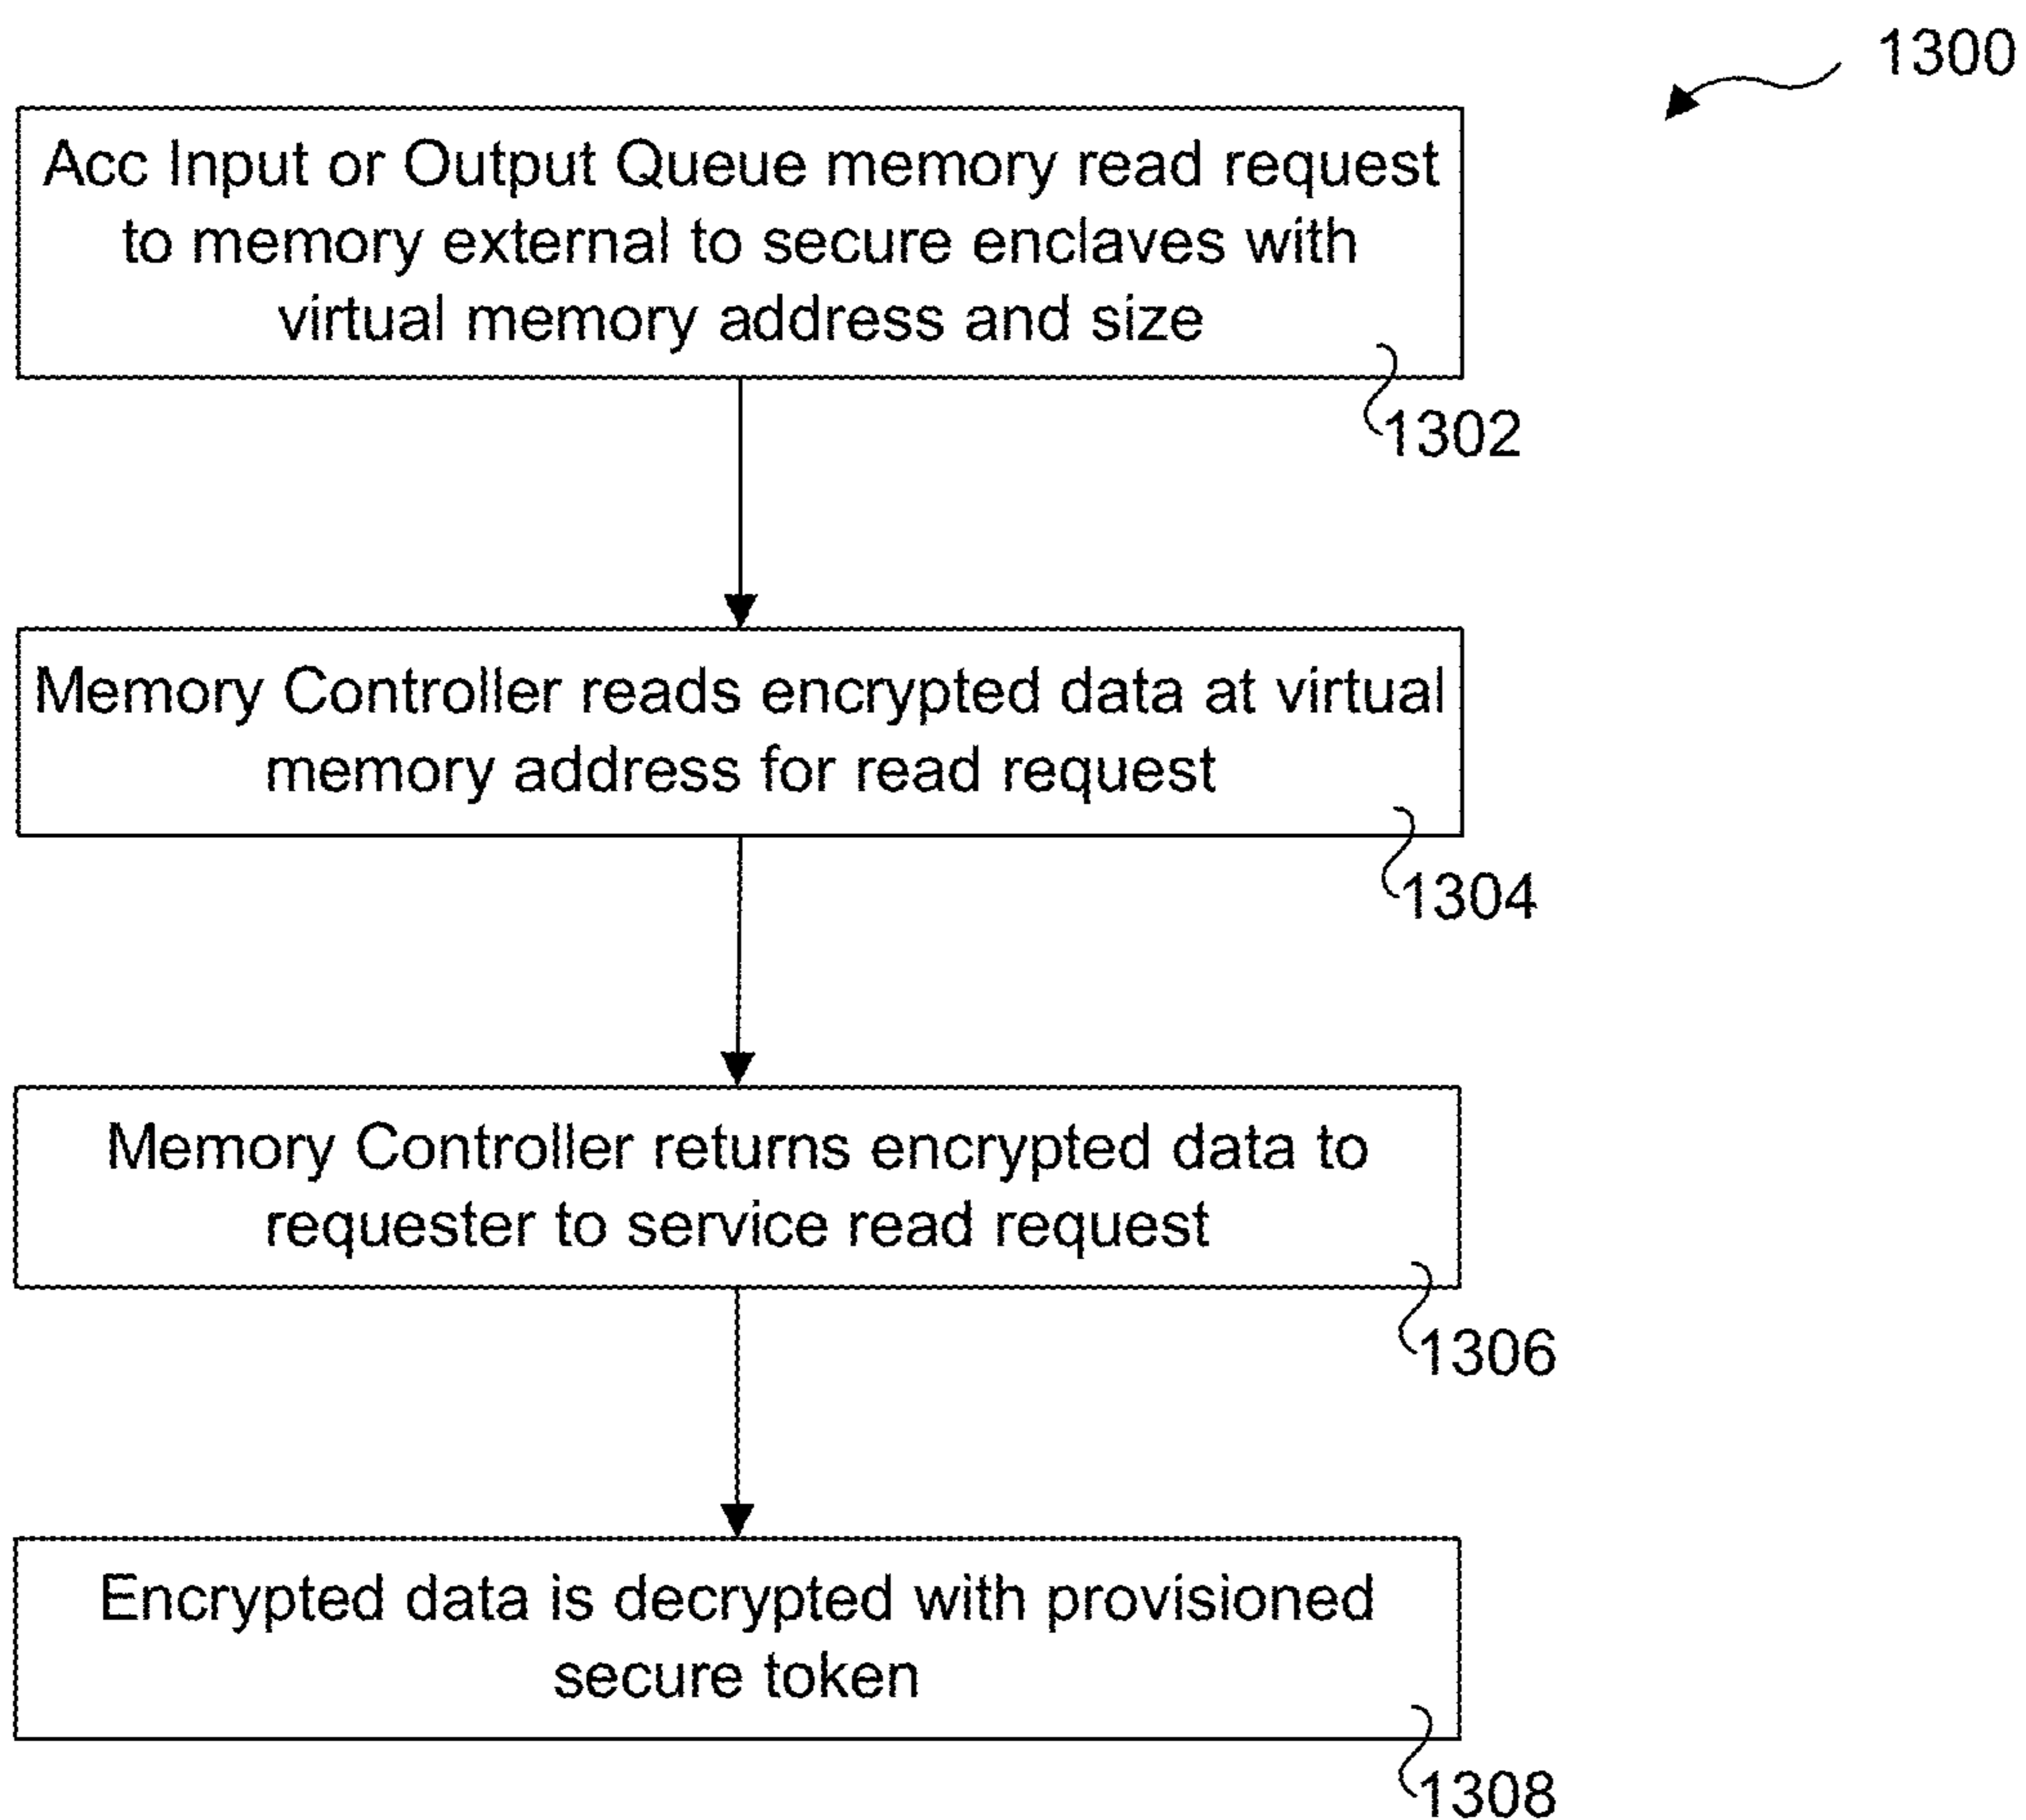 1300
Acc Input or Output Queue memory read request
to memory external to secure enclaves with
virtual memory address and size
1302
Memory Controller reads encrypted data at virtual
memory address for read request
1304
Memory Controller returns encrypted data to
requester to service read request
1306
Encrypted data is decrypted with provisioned
secure token
1308